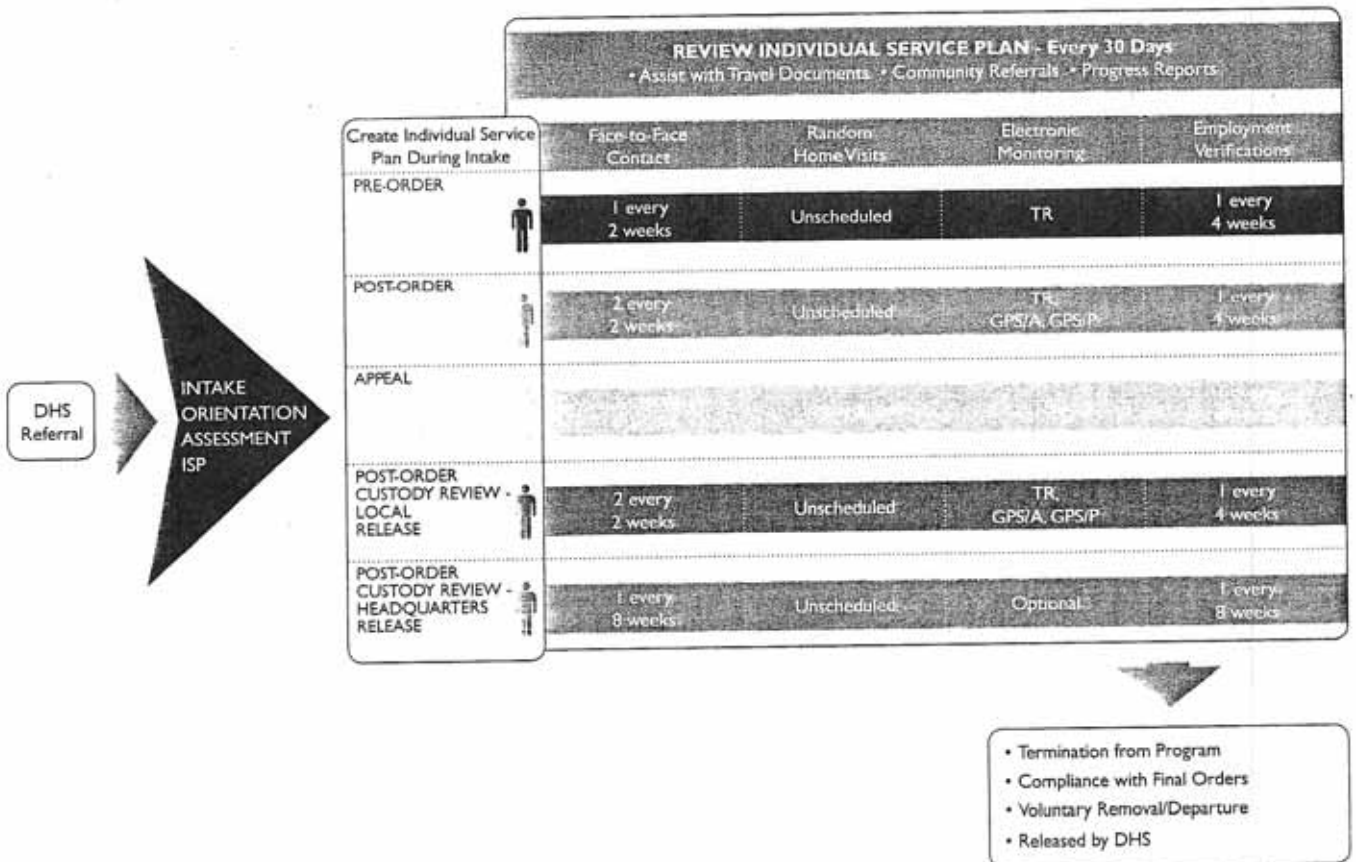 REVIEW INDIVIDUAL SERVICE PLAN - Every 30 Days
• Assist with Travel Documents • Community Referrals • Progress Reports
Create Individual Service
Plan During Intake
Face-to-Face
Contact
Random
Home Visits
Electronic
Monitoring
Employment
Verifications
PRE-ORDER
1 every
2 weeks
Unscheduled
TR
1 every
4 weeks
POST-ORDER
2 every
2 weeks
Unscheduled
TR,
GPS/A, GPS/P
1 every
4 weeks
APPEAL
DHS
Referral
INTAKE
ORIENTATION
ASSESSMENT
ISP
POST-ORDER
CUSTODY REVIEW -
LOCAL
RELEASE
2 every
2 weeks
Unscheduled
TR,
GPS/A, GPS/P
1 every
4 weeks
POST-ORDER
CUSTODY REVIEW -
HEADQUARTERS
RELEASE
1 every
8 weeks
Unscheduled
Optional
1 every
8 weeks
• Termination from Program
• Compliance with Final Orders
• Voluntary Removal/Departure
• Released by DHS